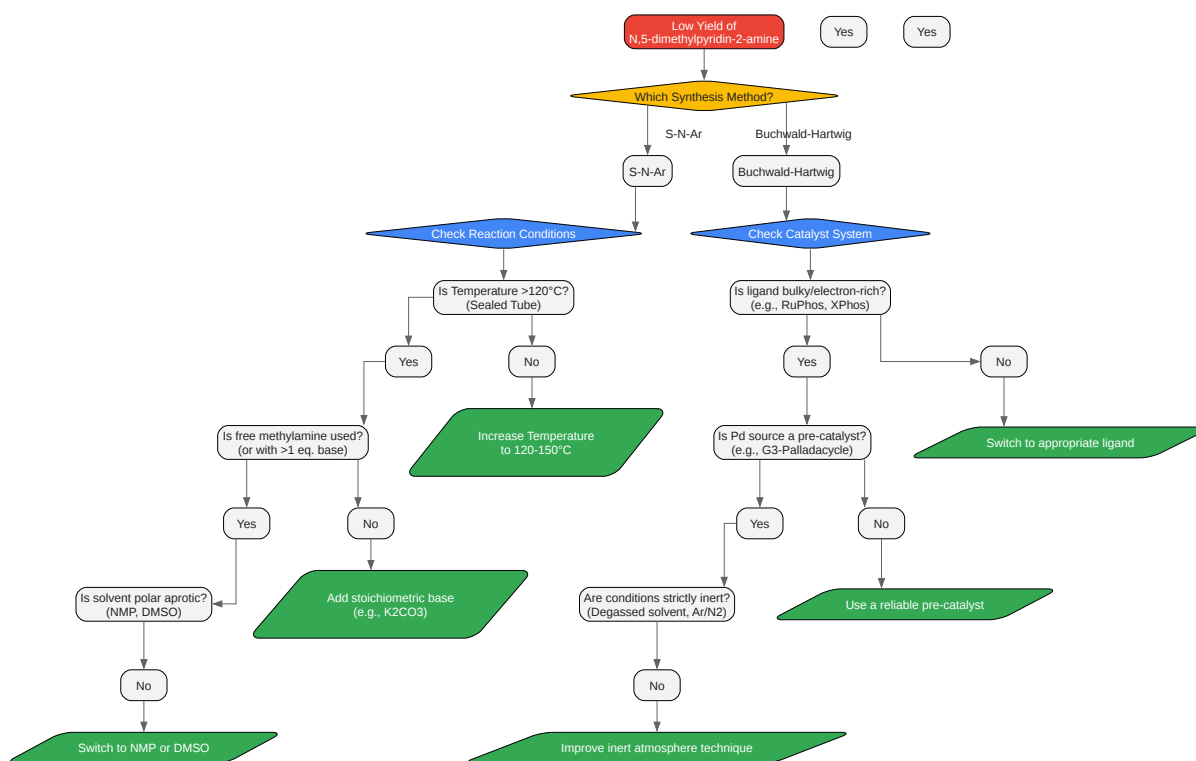 Low Yield of
N,5-dimethylpyridin-2-amine
Yes
Yes
Which Synthesis Method?
S-N-Ar
Buchwald-Hartwig
S-N-Ar
Buchwald-Hartwig
Check Reaction Conditions
Check Catalyst System
Is Temperature >120°C?
(Sealed Tube)
Is ligand bulky/electron-rich?
(e.g., RuPhos, XPhos)
Yes
No
Yes
No
Increase Temperature
to 120-150°C
Is free methylamine used?
(or with >1 eq. base)
Is Pd source a pre-catalyst?
(e.g., G3-Palladacycle)
Switch to appropriate ligand
Yes
No
Yes
No
Is solvent polar aprotic?
(NMP, DMSO)
Add stoichiometric base
(e.g., K2CO3)
Are conditions strictly inert?
(Degassed solvent, Ar/N2)
Use a reliable pre-catalyst
No
No
Switch to NMP or DMSO
Improve inert atmosphere technique